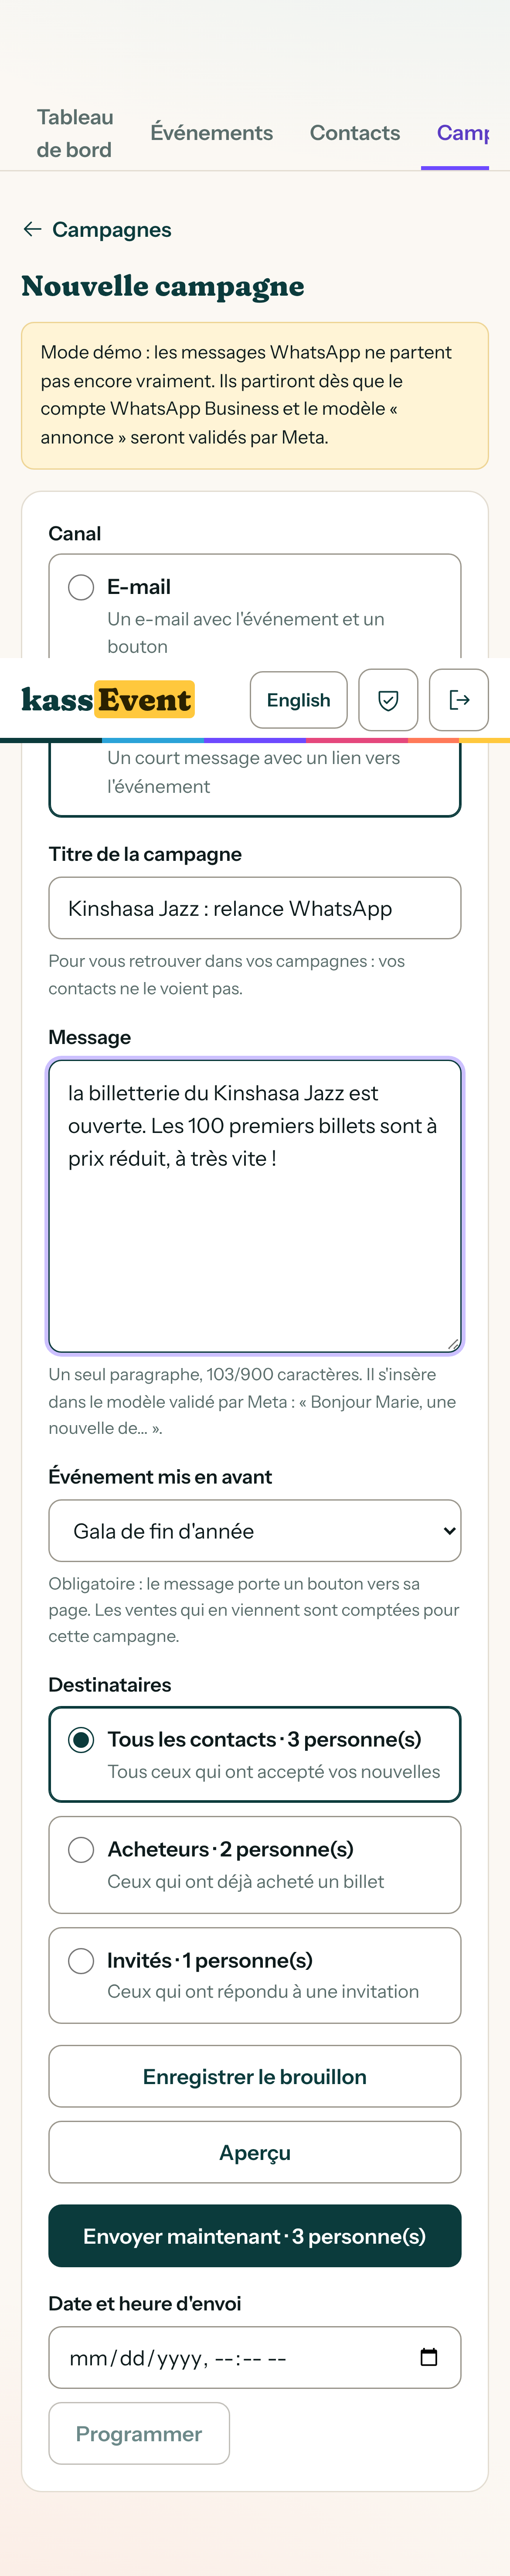 Tableau
de bord
Événements
Contacts
Camp
← Campagnes
Nouvelle campagne
Mode démo : les messages WhatsApp ne partent
pas encore vraiment. Ils partiront dès que le
compte WhatsApp Business et le modèle «
annonce » seront validés par Meta.
Canal
E-mail
Un e-mail avec l'événement et un
bouton
kassEvent
English
Un court message avec un lien vers
l'événement
Titre de la campagne
Kinshasa Jazz : relance WhatsApp
Pour vous retrouver dans vos campagnes : vos
contacts ne le voient pas.
Message
la billetterie du Kinshasa Jazz est
ouverte. Les 100 premiers billets sont à
prix réduit, à très vite !
Un seul paragraphe, 103/900 caractères. Il s'insère
dans le modèle validé par Meta : « Bonjour Marie, une
nouvelle de… ».
Événement mis en avant
Gala de fin d'année
Obligatoire : le message porte un bouton vers sa
page. Les ventes qui en viennent sont comptées pour
cette campagne.
Destinataires
Tous les contacts · 3 personne(s)
Tous ceux qui ont accepté vos nouvelles
Acheteurs · 2 personne(s)
Ceux qui ont déjà acheté un billet
Invités · 1 personne(s)
Ceux qui ont répondu à une invitation
Enregistrer le brouillon
Aperçu
Envoyer maintenant · 3 personne(s)
Date et heure d'envoi
mm/dd/yyyy, --:-- --
Programmer